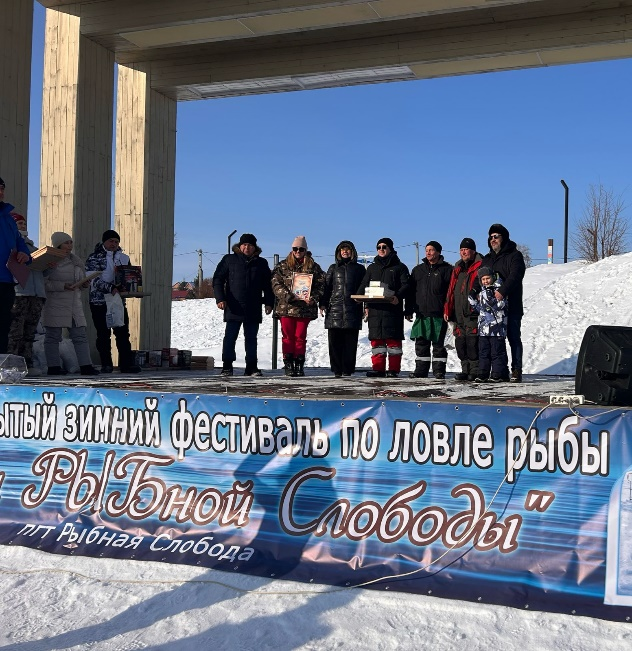 ытый зимний фестиваль по ловле рыбы
РЫБной Слободы"
пгт Рыбная Слобода